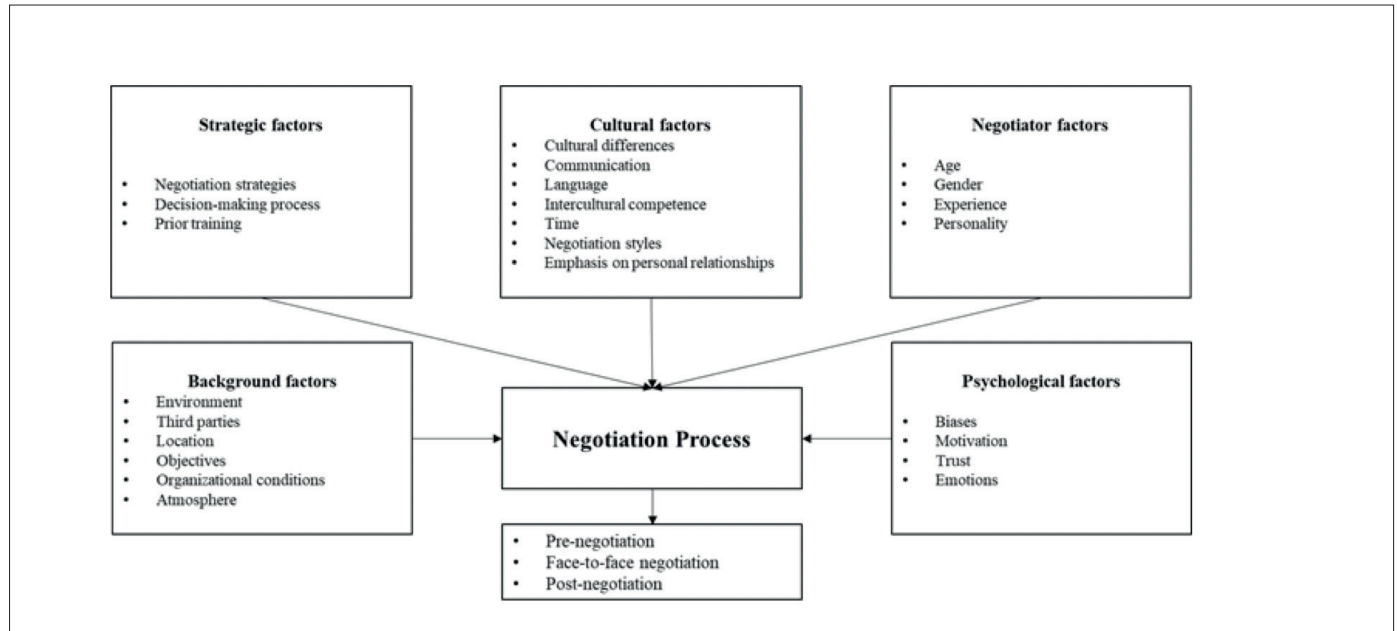 Strategic factors
• Negotiation strategies
• Decision-making process
• Prior training
Cultural factors
• Cultural differences
• Communication
• Language
• Intercultural competence
• Time
• Negotiation styles
• Emphasis on personal relationships
Negotiator factors
• Age
• Gender
• Experience
• Personality
Background factors
• Environment
• Third parties
• Location
• Objectives
• Organizational conditions
• Atmosphere
Negotiation Process
Psychological factors
• Biases
• Motivation
• Trust
• Emotions
• Pre-negotiation
• Face-to-face negotiation
• Post-negotiation